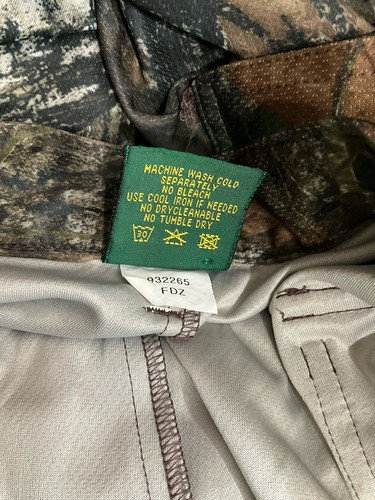 MACHINE WASH COLD
SEPARATELY
NO BLEACH
USE COOL IRON IF NEEDED
NO DRYCLEANABLE
NO TUMBLE DRY
30
932265
FDZ